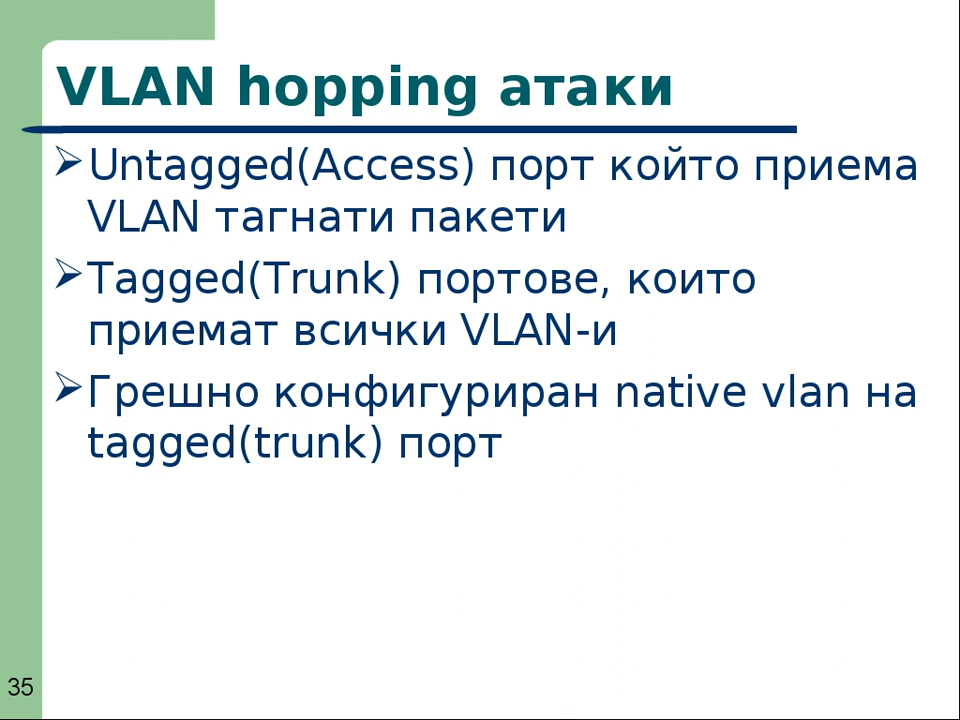 VLAN hopping атаки
Untagged(Access) порт който приема
VLAN тагнати пакети
Tagged(Trunk) портове, които
приемат всички VLAN-и
Грешно конфигуриран native vlan на
tagged(trunk) порт
35